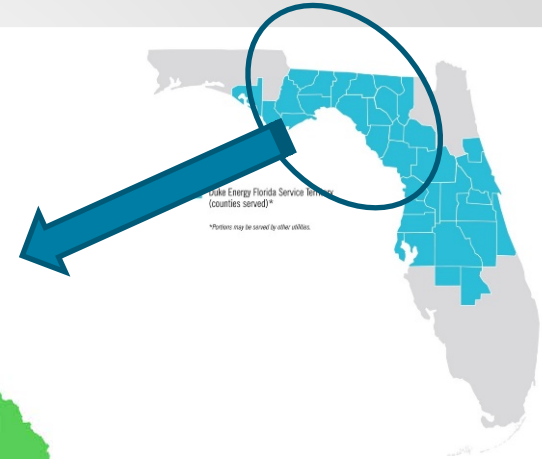 Duke Energy Florida Service Territory
(counties served)*
*Portions may be served by other utilities.